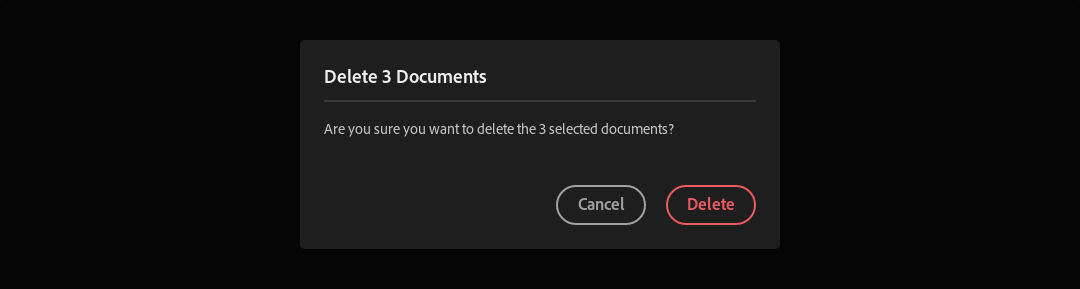 Delete 3 Documents
Are you sure you want to delete the 3 selected documents?
Cancel
Delete